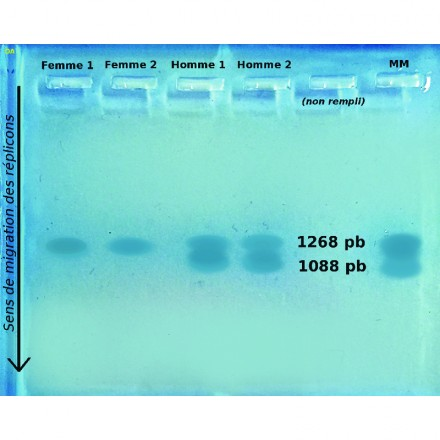 Femme 1
Femme 2
Homme 1
Homme 2
MM
(non rempli)
1268 pb
1088 pb
Sens de migration des réplicons